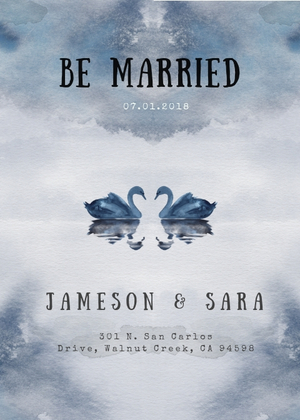 BE MARRIED
07.01.2018
JAMESON & SARA
301 N. San Carlos
Drive, Walnut Creek, CA 94598